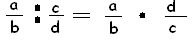 a/b : c/d = a/b · d/c